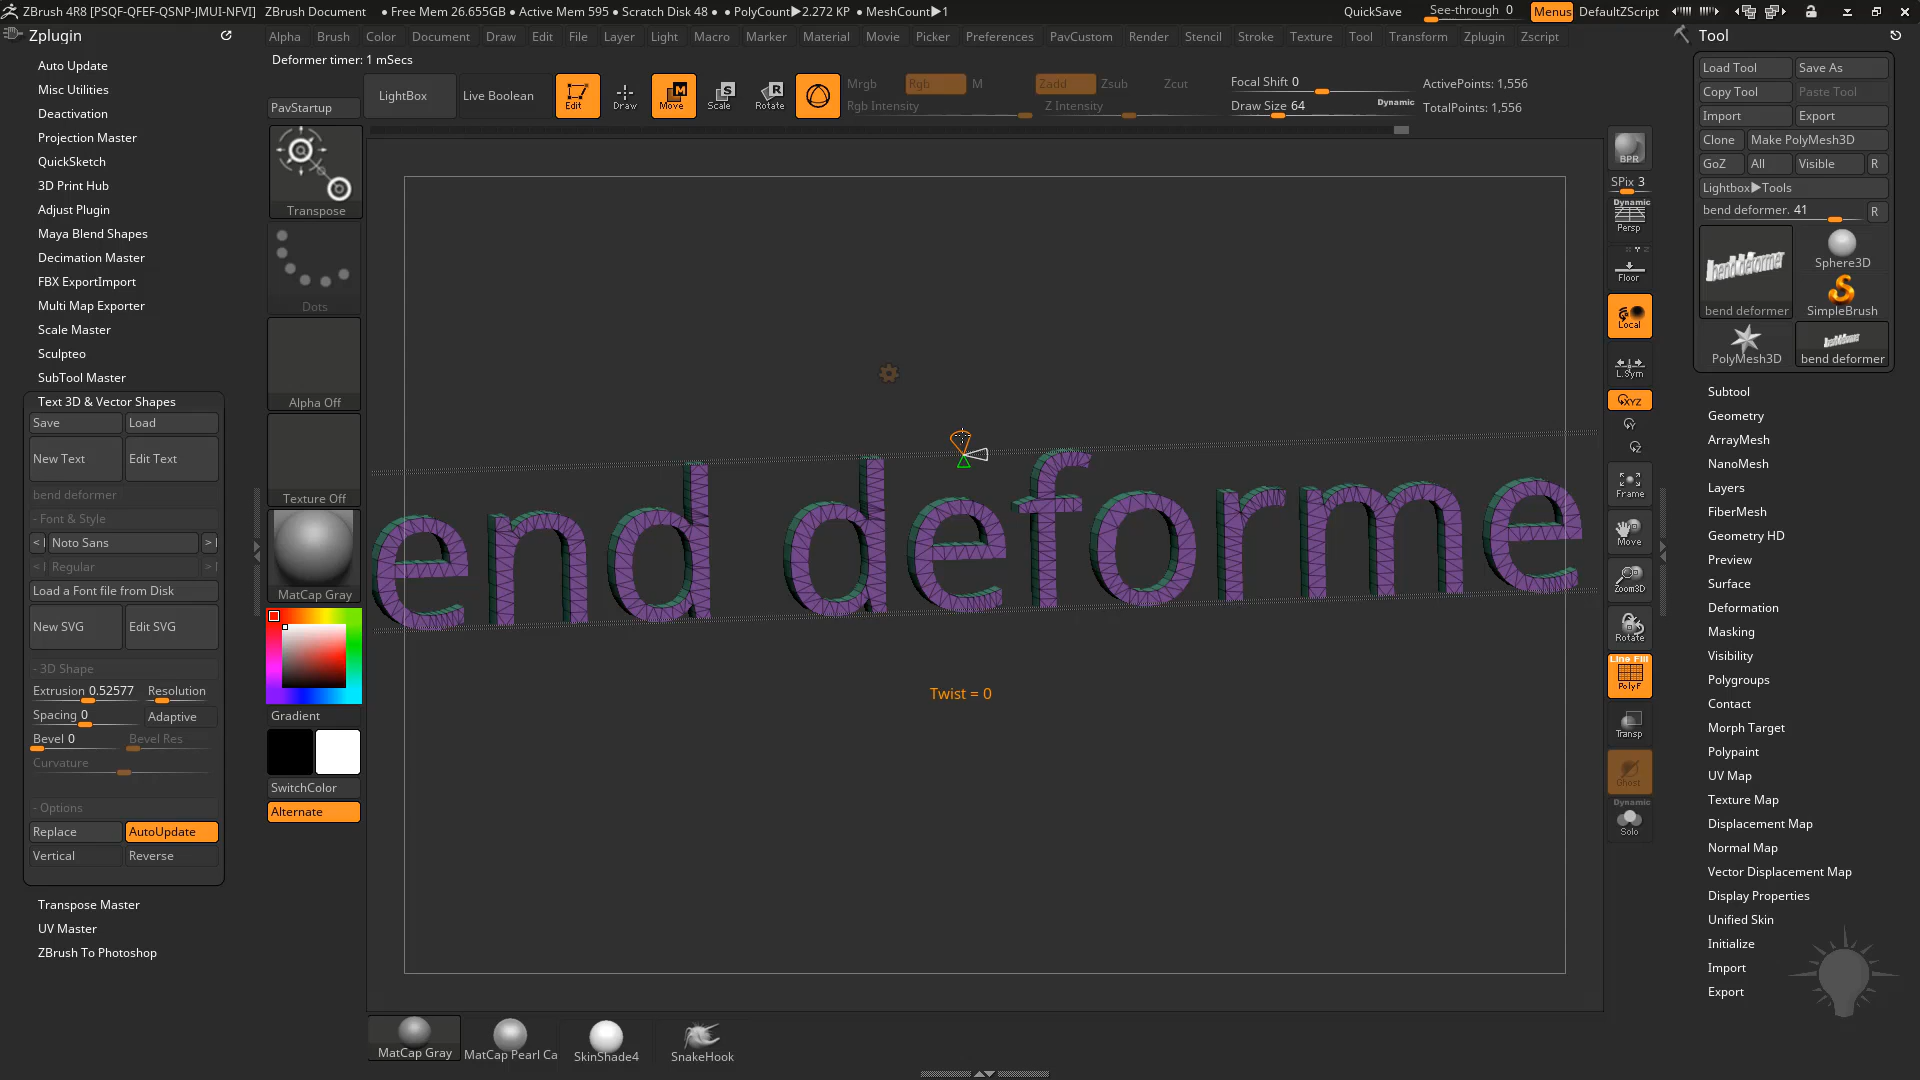 ZBrush 4R8 [PSQF-QFEF-QSNP-JMUI-NFVI] ZBrush Document ● Free Mem 26.655GB ● Active Mem 595 ● Scratch Disk 48 ● ● PolyCount▶2.272 KP ● MeshCount▶1 QuickSave See-through 0 Menus DefaultZScript
Zplugin
Alpha Brush Color Document Draw Edit File Layer Light Macro Marker Material Movie Picker Preferences PavCustom Render Stencil Stroke Texture Tool Transform Zplugin Zscript
Deformer timer: 1 mSecs
PavStartup
LightBox
Live Boolean
Edit
Draw
Move
Scale
Rotate
Mrgb Rgb M
Rgb Intensity
Zadd Zsub Zcut
Z Intensity
Focal Shift 0
Draw Size 64
Dynamic
ActivePoints: 1,556
TotalPoints: 1,556
Auto Update
Misc Utilities
Deactivation
Projection Master
QuickSketch
3D Print Hub
Adjust Plugin
Maya Blend Shapes
Decimation Master
FBX ExportImport
Multi Map Exporter
Scale Master
Sculpteo
SubTool Master
Text 3D & Vector Shapes
Save Load
New Text Edit Text
bend deformer
- Font & Style
< Noto Sans >
< Regular >
Load a Font file from Disk
New SVG Edit SVG
- 3D Shape
Extrusion 0.52577 Resolution
Spacing 0 Adaptive
Bevel 0 Bevel Res
Curvature
- Options
Replace AutoUpdate
Vertical Reverse
Transpose Master
UV Master
ZBrush To Photoshop
Transpose
Dots
Alpha Off
Texture Off
MatCap Gray
Gradient
SwitchColor
Alternate
end deforme
Twist = 0
MatCap Gray
MatCap Pearl Ca
SkinShade4
SnakeHook
BPR
SPix 3
Dynamic
Persp
Floor
Local
L.Sym
XYZ
Frame
Move
Zoom3D
Rotate
Line Fill
PolyF
Transp
Ghost
Dynamic
Solo
Tool
Load Tool Save As
Copy Tool Paste Tool
Import Export
Clone Make PolyMesh3D
GoZ All Visible R
Lightbox▶Tools
bend deformer. 41 R
bend deformer
Sphere3D
SimpleBrush
PolyMesh3D
bend deformer
Subtool
Geometry
ArrayMesh
NanoMesh
Layers
FiberMesh
Geometry HD
Preview
Surface
Deformation
Masking
Visibility
Polygroups
Contact
Morph Target
Polypaint
UV Map
Texture Map
Displacement Map
Normal Map
Vector Displacement Map
Display Properties
Unified Skin
Initialize
Import
Export